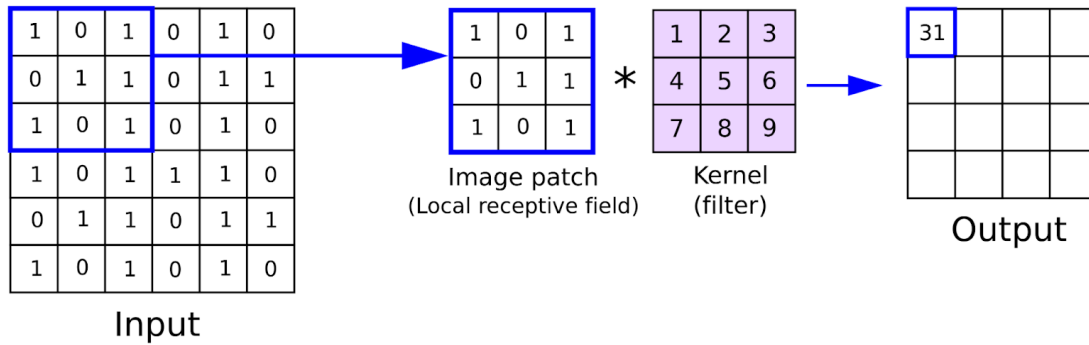 1 0 1 0 1 0
0 1 1 0 1 1
1 0 1 0 1 0
1 0 1 1 1 0
0 1 1 0 1 1
1 0 1 0 1 0
Input
1 0 1
0 1 1
1 0 1
Image patch
(Local receptive field)
*
1 2 3
4 5 6
7 8 9
Kernel
(filter)
31
Output